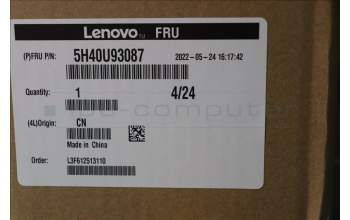 Lenovo FRU
(P)FRU P/N: 5H40U93087 2022-05-24 16:17:42
Quantity: 1 4/24
(4L)Origin: CN
Made in China
Order: L3F612513110